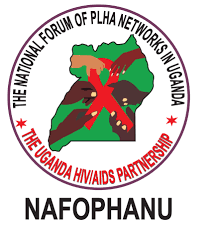 THE NATIONAL FORUM OF PLHA NETWORKS IN UGANDA
THE UGANDA HIV/AIDS PARTNERSHIP
NAFOPHANU